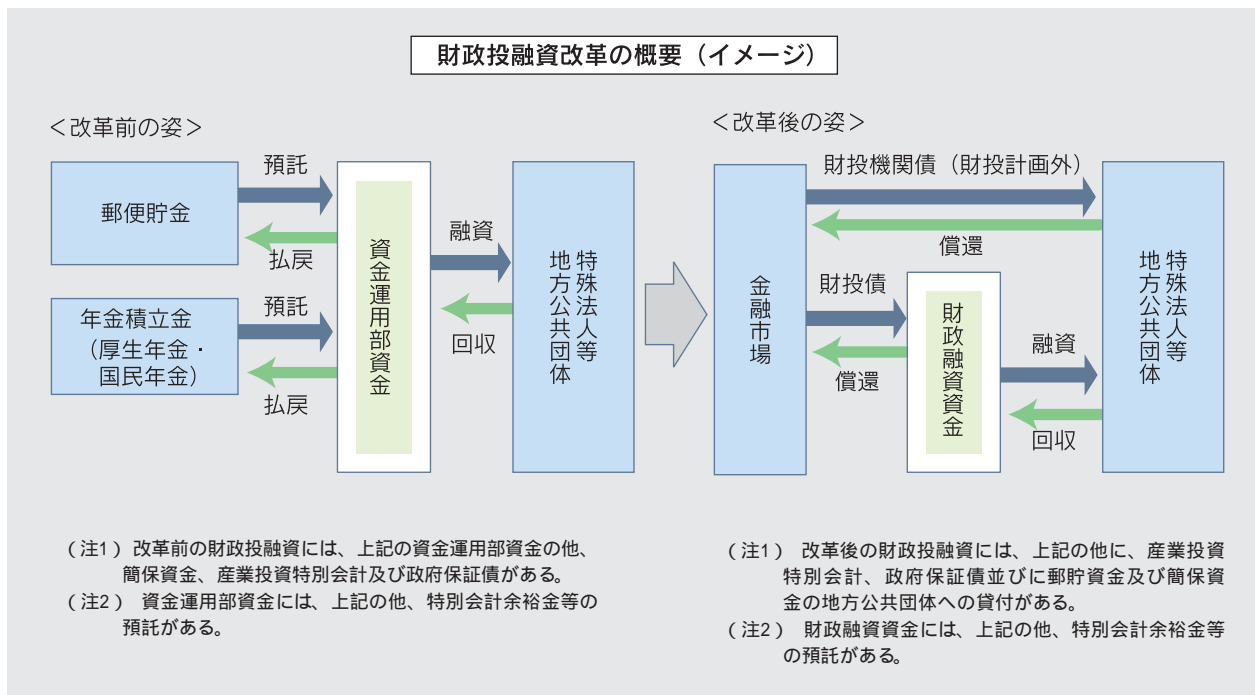 財政投融資改革の概要（イメージ）
＜改革前の姿＞
郵便貯金
預託
払戻
年金積立金
（厚生年金・
国民年金）
預託
払戻
資金運用部資金
融資
回収
特殊法人等
地方公共団体
（注1） 改革前の財政投融資には、上記の資金運用部資金の他、
簡保資金、産業投資特別会計及び政府保証債がある。
（注2） 資金運用部資金には、上記の他、特別会計余裕金等の
預託がある。
＜改革後の姿＞
金融市場
財投機関債（財投計画外）
償還
財投債
償還
財政融資資金
融資
回収
特殊法人等
地方公共団体
（注1） 改革後の財政投融資には、上記の他に、産業投資
特別会計、政府保証債並びに郵貯資金及び簡保資
金の地方公共団体への貸付がある。
（注2） 財政融資資金には、上記の他、特別会計余裕金等
の預託がある。